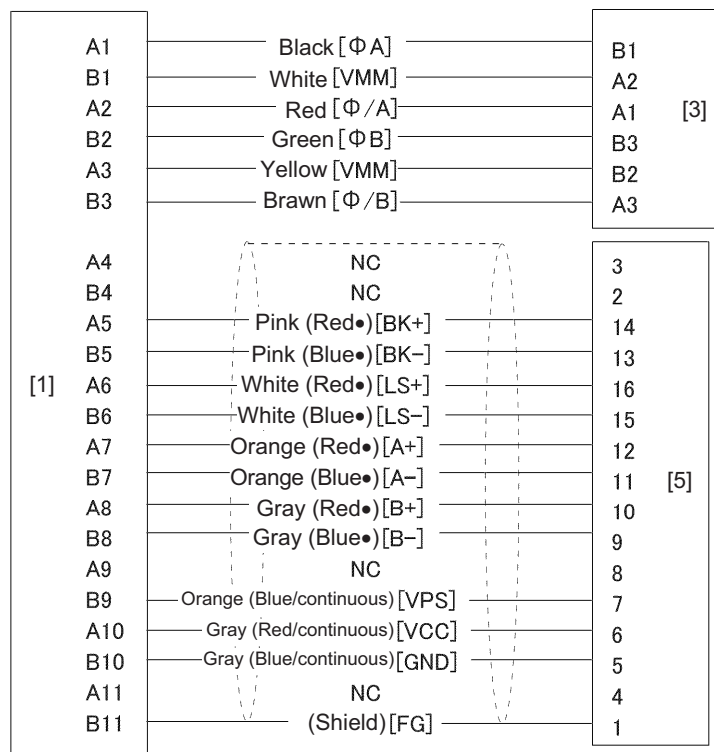 A1 Black [ΦA] B1
B1 White [VMM] A2
A2 Red [Φ/A] A1 [3]
B2 Green [ΦB] B3
A3 Yellow [VMM] B2
B3 Brawn [Φ/B] A3
A4 NC 3
B4 NC 2
A5 Pink (Red•) [BK+] 14
B5 Pink (Blue•) [BK−] 13
[1] A6 White (Red•) [LS+] 16
B6 White (Blue•) [LS−] 15
A7 Orange (Red•) [A+] 12
B7 Orange (Blue•) [A−] 11 [5]
A8 Gray (Red•) [B+] 10
B8 Gray (Blue•) [B−] 9
A9 NC 8
B9 Orange (Blue/continuous) [VPS] 7
A10 Gray (Red/continuous) [VCC] 6
B10 Gray (Blue/continuous) [GND] 5
A11 NC 4
B11 (Shield) [FG] 1